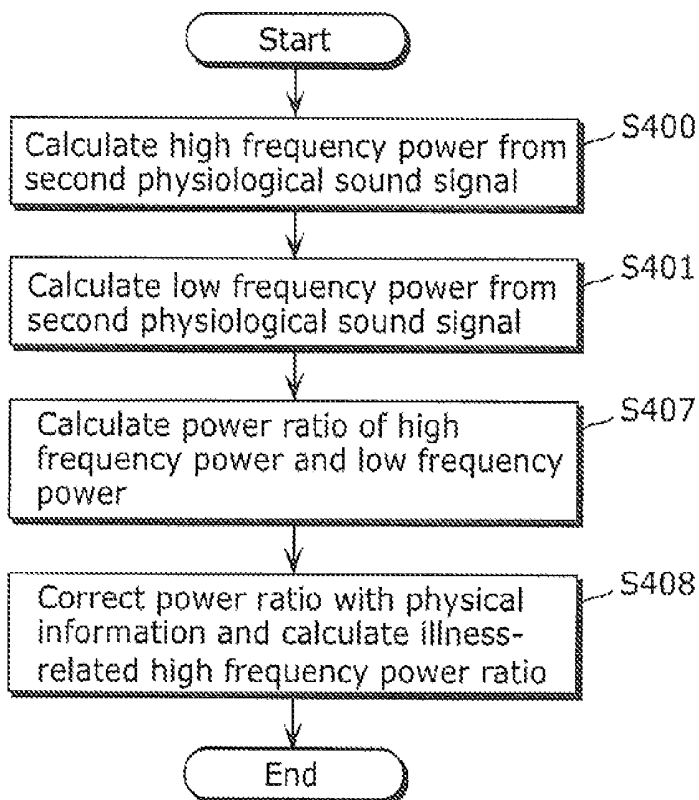 Start
Calculate high frequency power from
second physiological sound signal
S400
Calculate low frequency power from
second physiological sound signal
S401
Calculate power ratio of high
frequency power and low frequency
power
S407
Correct power ratio with physical
information and calculate illness-
related high frequency power ratio
S408
End